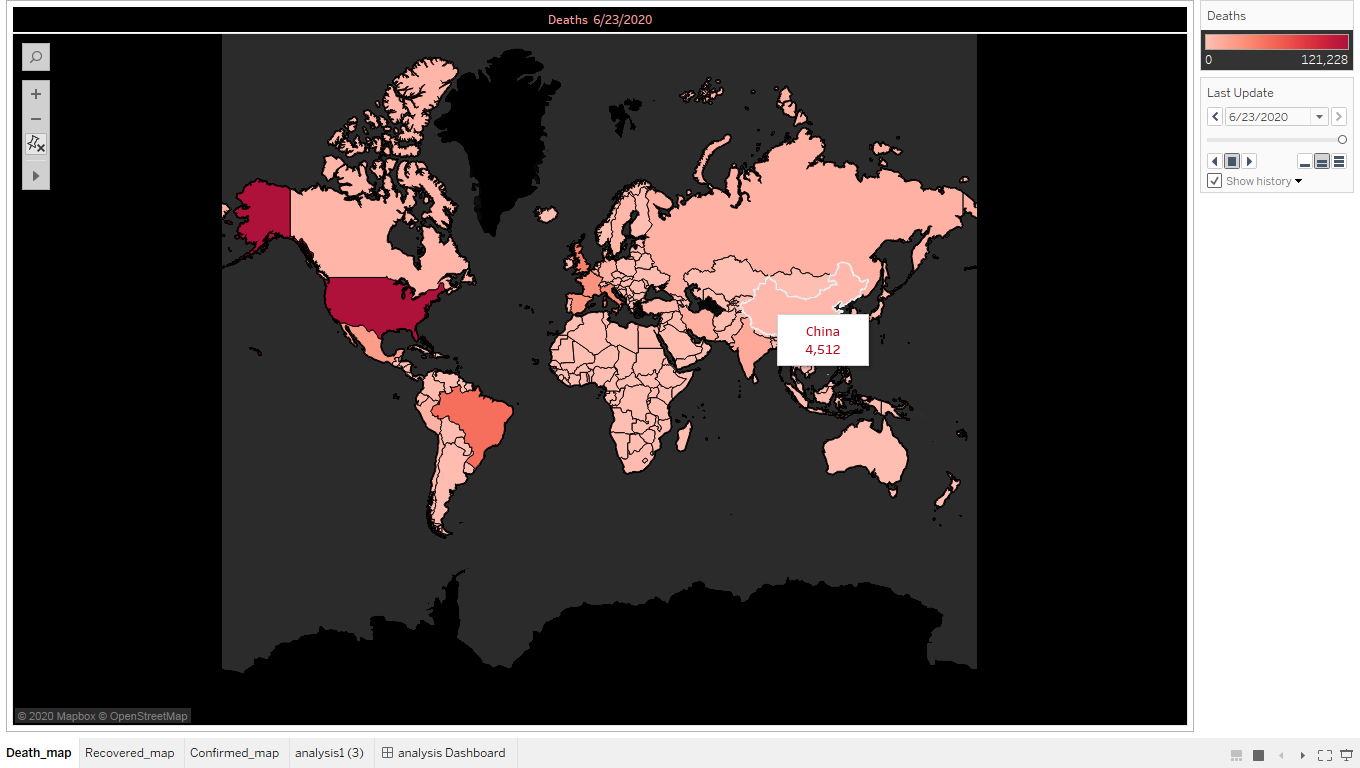 Deaths 6/23/2020
China
4,512
© 2020 Mapbox © OpenStreetMap
Deaths
0 121,228
Last Update
6/23/2020
Show history
Death_map Recovered_map Confirmed_map analysis1 (3) analysis Dashboard